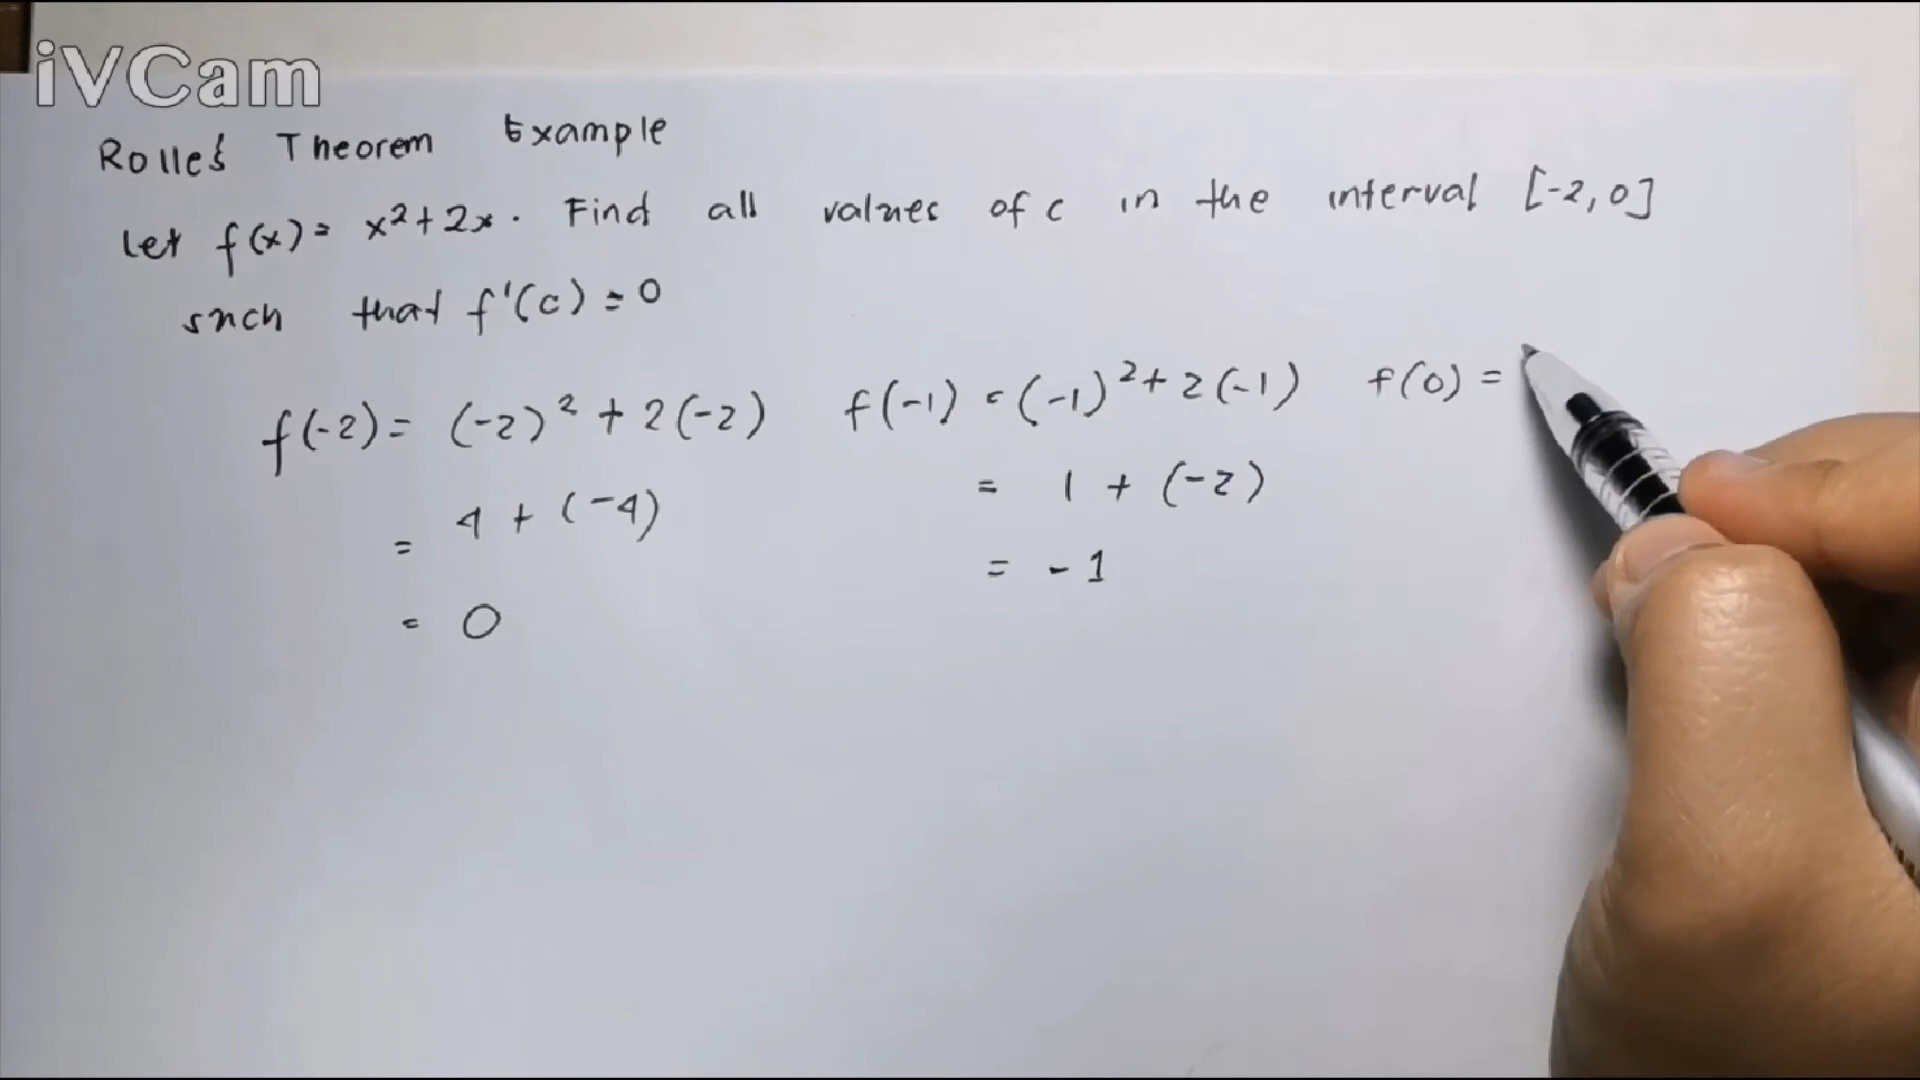 iVCam
Rolle's Theorem Example
Let f(x) = x²+2x. Find all values of c in the interval [-2,0]
such that f'(c) = 0
f(-2) = (-2)² + 2(-2) f(-1) = (-1)² + 2(-1) f(0) =
= 4 + (-4) = 1 + (-2)
= 0 = -1